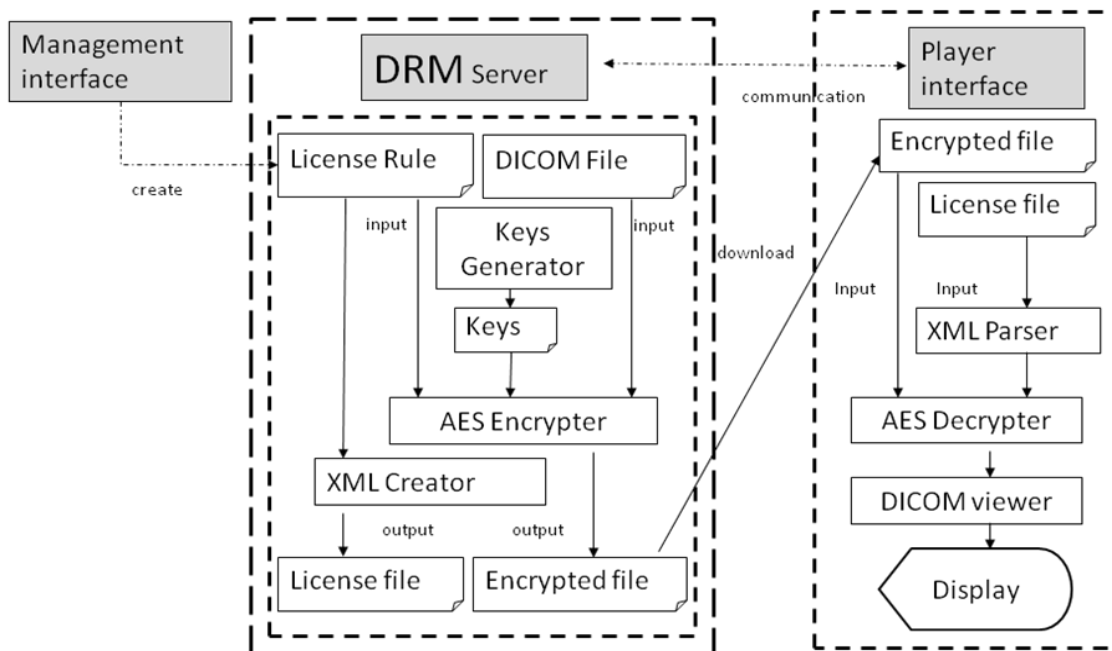 Management
interface
DRM Server
Player
interface
communication
create
License Rule
DICOM File
Encrypted file
License file
input
input
Keys
Generator
download
Keys
Input
Input
XML Parser
AES Encrypter
AES Decrypter
XML Creator
DICOM viewer
output
output
License file
Encrypted file
Display